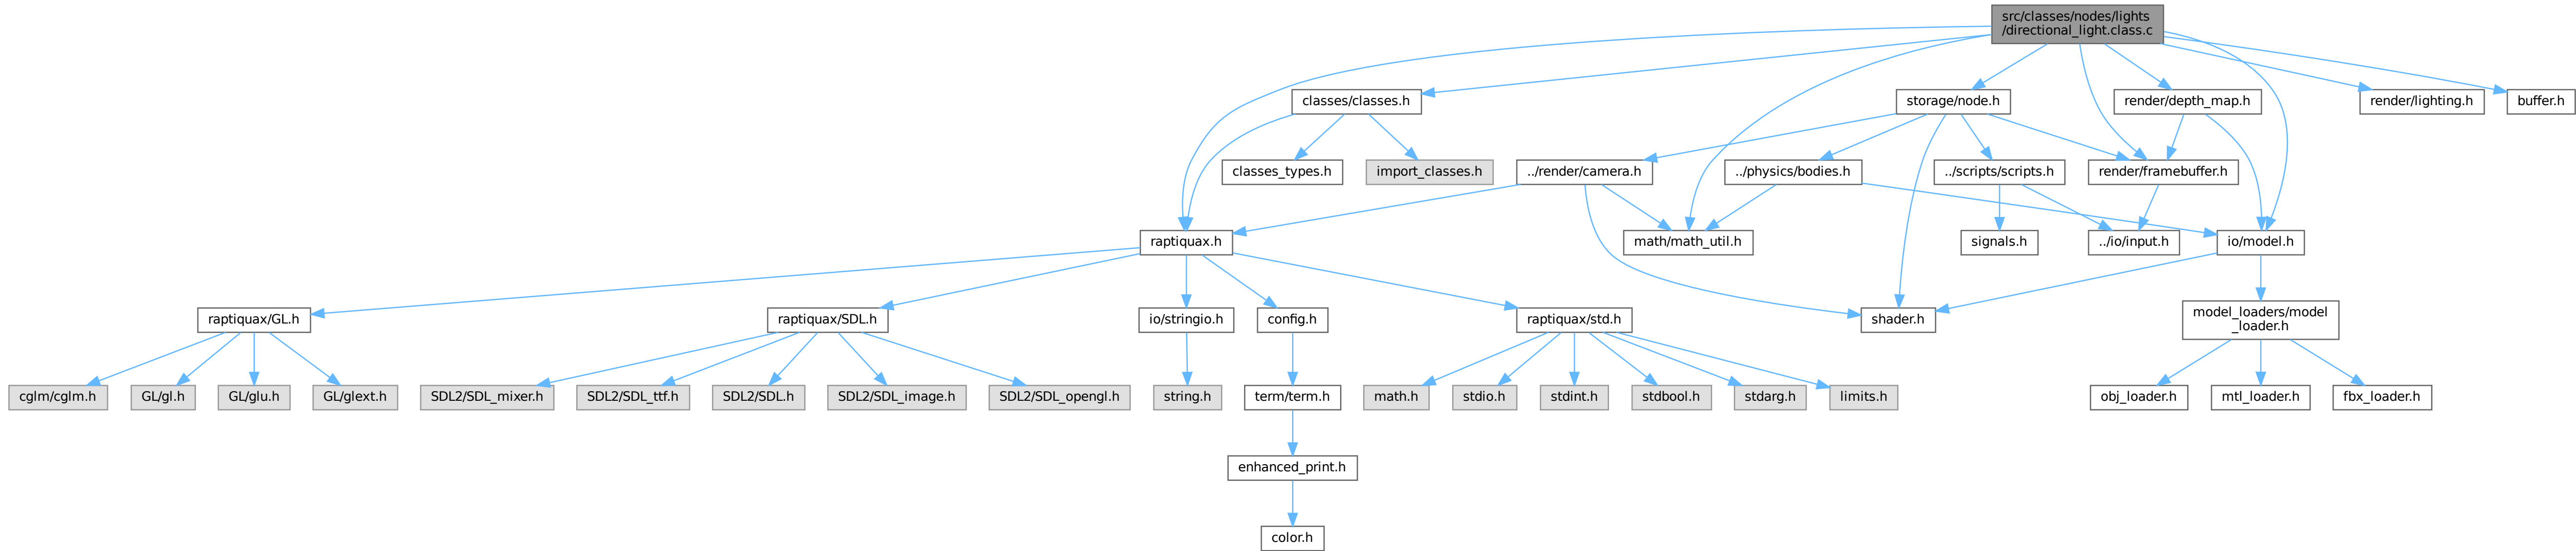 src/classes/nodes/lights
/directional_light.class.c
classes/classes.h
storage/node.h
render/depth_map.h
render/lighting.h
buffer.h
classes_types.h
import_classes.h
../render/camera.h
../physics/bodies.h
../scripts/scripts.h
render/framebuffer.h
raptiquax.h
math/math_util.h
signals.h
../io/input.h
io/model.h
raptiquax/GL.h
raptiquax/SDL.h
io/stringio.h
config.h
raptiquax/std.h
shader.h
model_loaders/model
_loader.h
cglm/cglm.h
GL/gl.h
GL/glu.h
GL/glext.h
SDL2/SDL_mixer.h
SDL2/SDL_ttf.h
SDL2/SDL.h
SDL2/SDL_image.h
SDL2/SDL_opengl.h
string.h
term/term.h
math.h
stdio.h
stdint.h
stdbool.h
stdarg.h
limits.h
obj_loader.h
mtl_loader.h
fbx_loader.h
enhanced_print.h
color.h